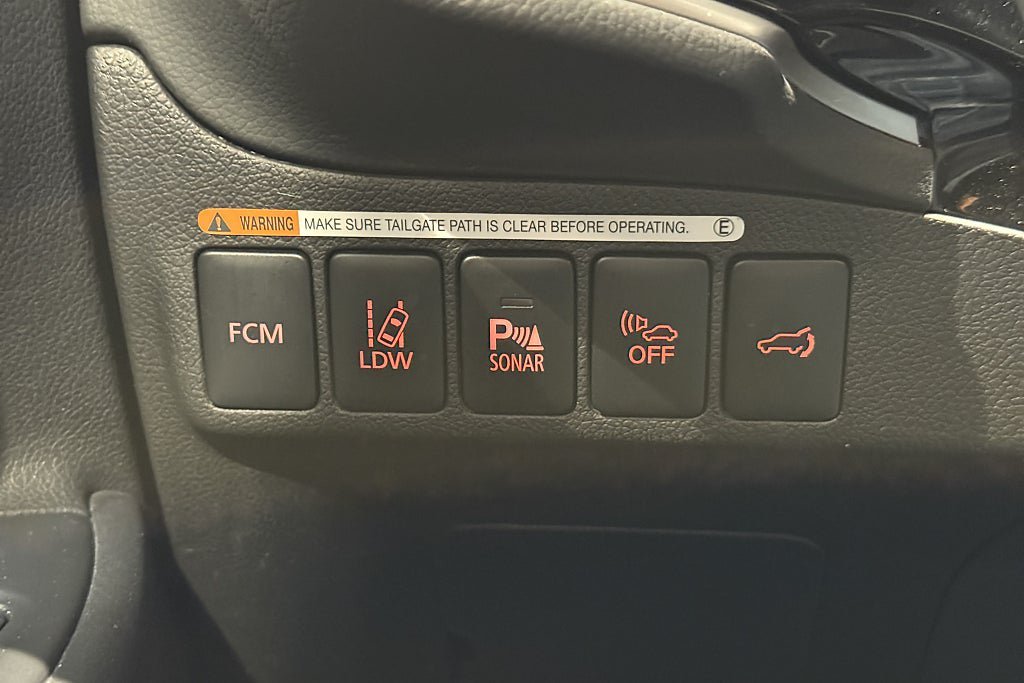 WARNING MAKE SURE TAILGATE PATH IS CLEAR BEFORE OPERATING. E
FCM
LDW
P
SONAR
OFF